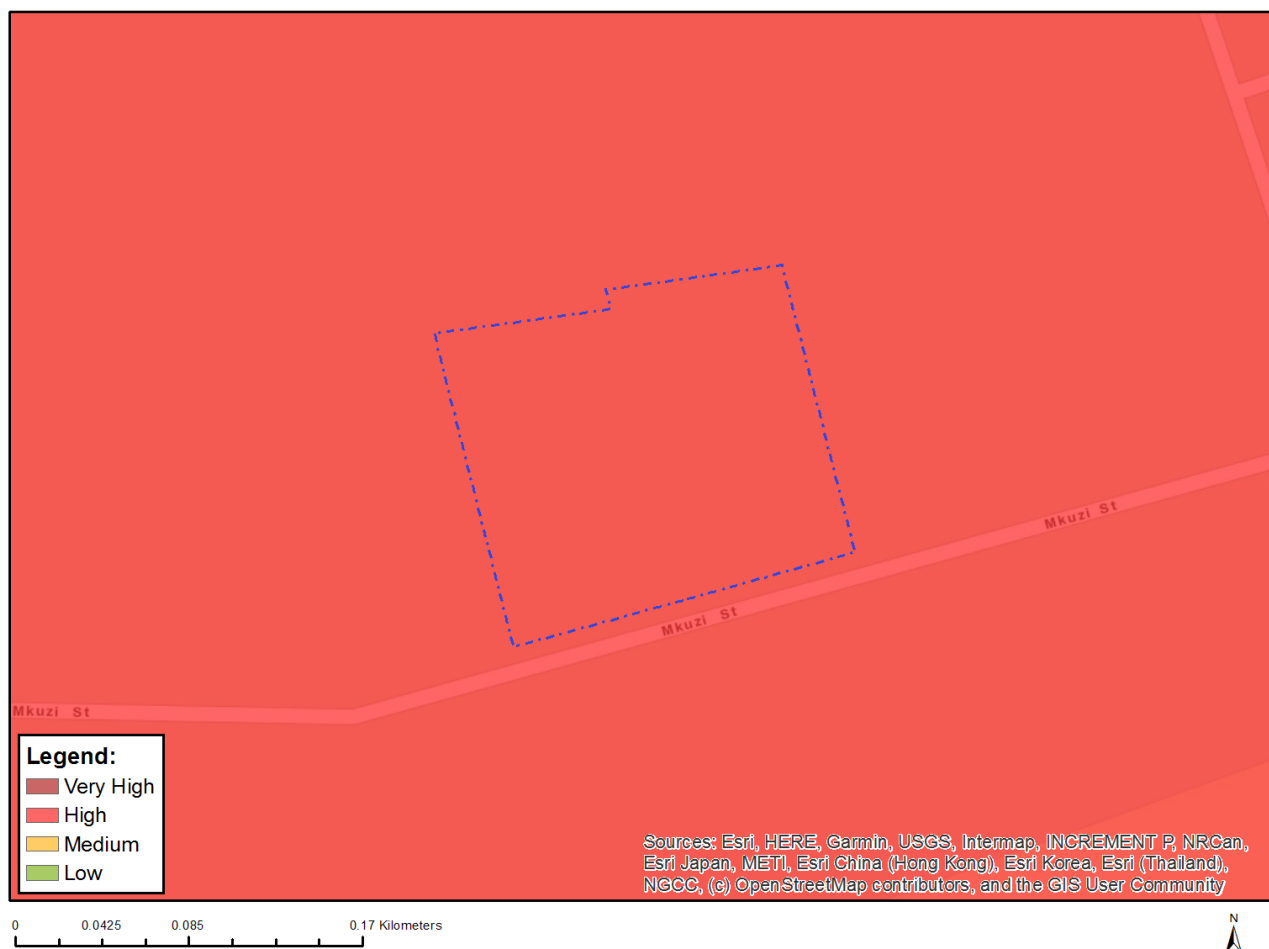 Mkuzi St
Mkuzi St
Mkuzi St
Legend:
Very High
High
Medium
Low
Sources: Esri, HERE, Garmin, USGS, Intermap, INCREMENT P, NRCan,
Esri Japan, METI, Esri China (Hong Kong), Esri Korea, Esri (Thailand),
NGCC, (c) OpenStreetMap contributors, and the GIS User Community
0 0.0425 0.085 0.17 Kilometers
N